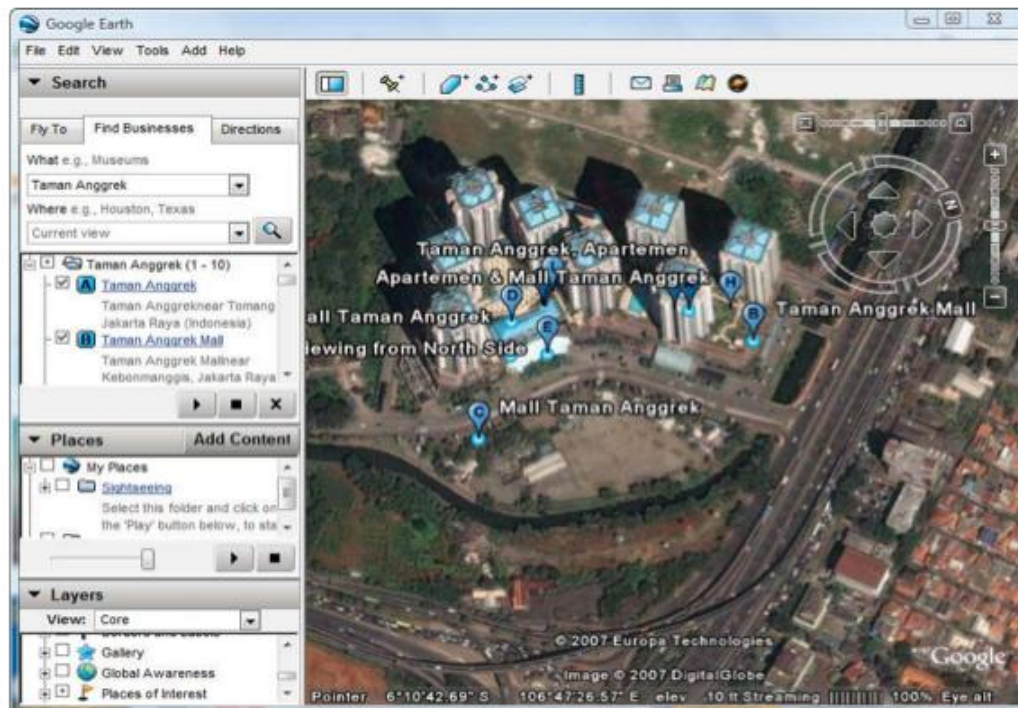 Google Earth
File Edit View Tools Add Help
Search
Fly To Find Businesses Directions
What e.g., Museums
Taman Anggrek
Where e.g., Houston, Texas
Current view
Taman Anggrek (1 - 10)
A Taman Anggrek
Taman Anggreknear Tomang
Jakarta Raya (Indonesia)
B Taman Anggrek Mall
Taman Anggrek Mallnear
Kebonmanggis, Jakarta Raya
Places Add Content
My Places
Sightseeing
Select this folder and click on
the 'Play' button below, to sta
Layers
View: Core
Borders and Labels
Gallery
Global Awareness
Places of Interest
N
Taman Anggrek, Apartemen
Apartemen & Mall Taman Anggrek
H
D
all Taman Anggrek
B
Taman Anggrek Mall
E
iewing from North Side
C
Mall Taman Anggrek
© 2007 Europa Technologies
Image © 2007 DigitalGlobe
Google
Pointer 6°10'42.69" S 106°47'26.57" E elev 10 ft Streaming 100% Eye alt